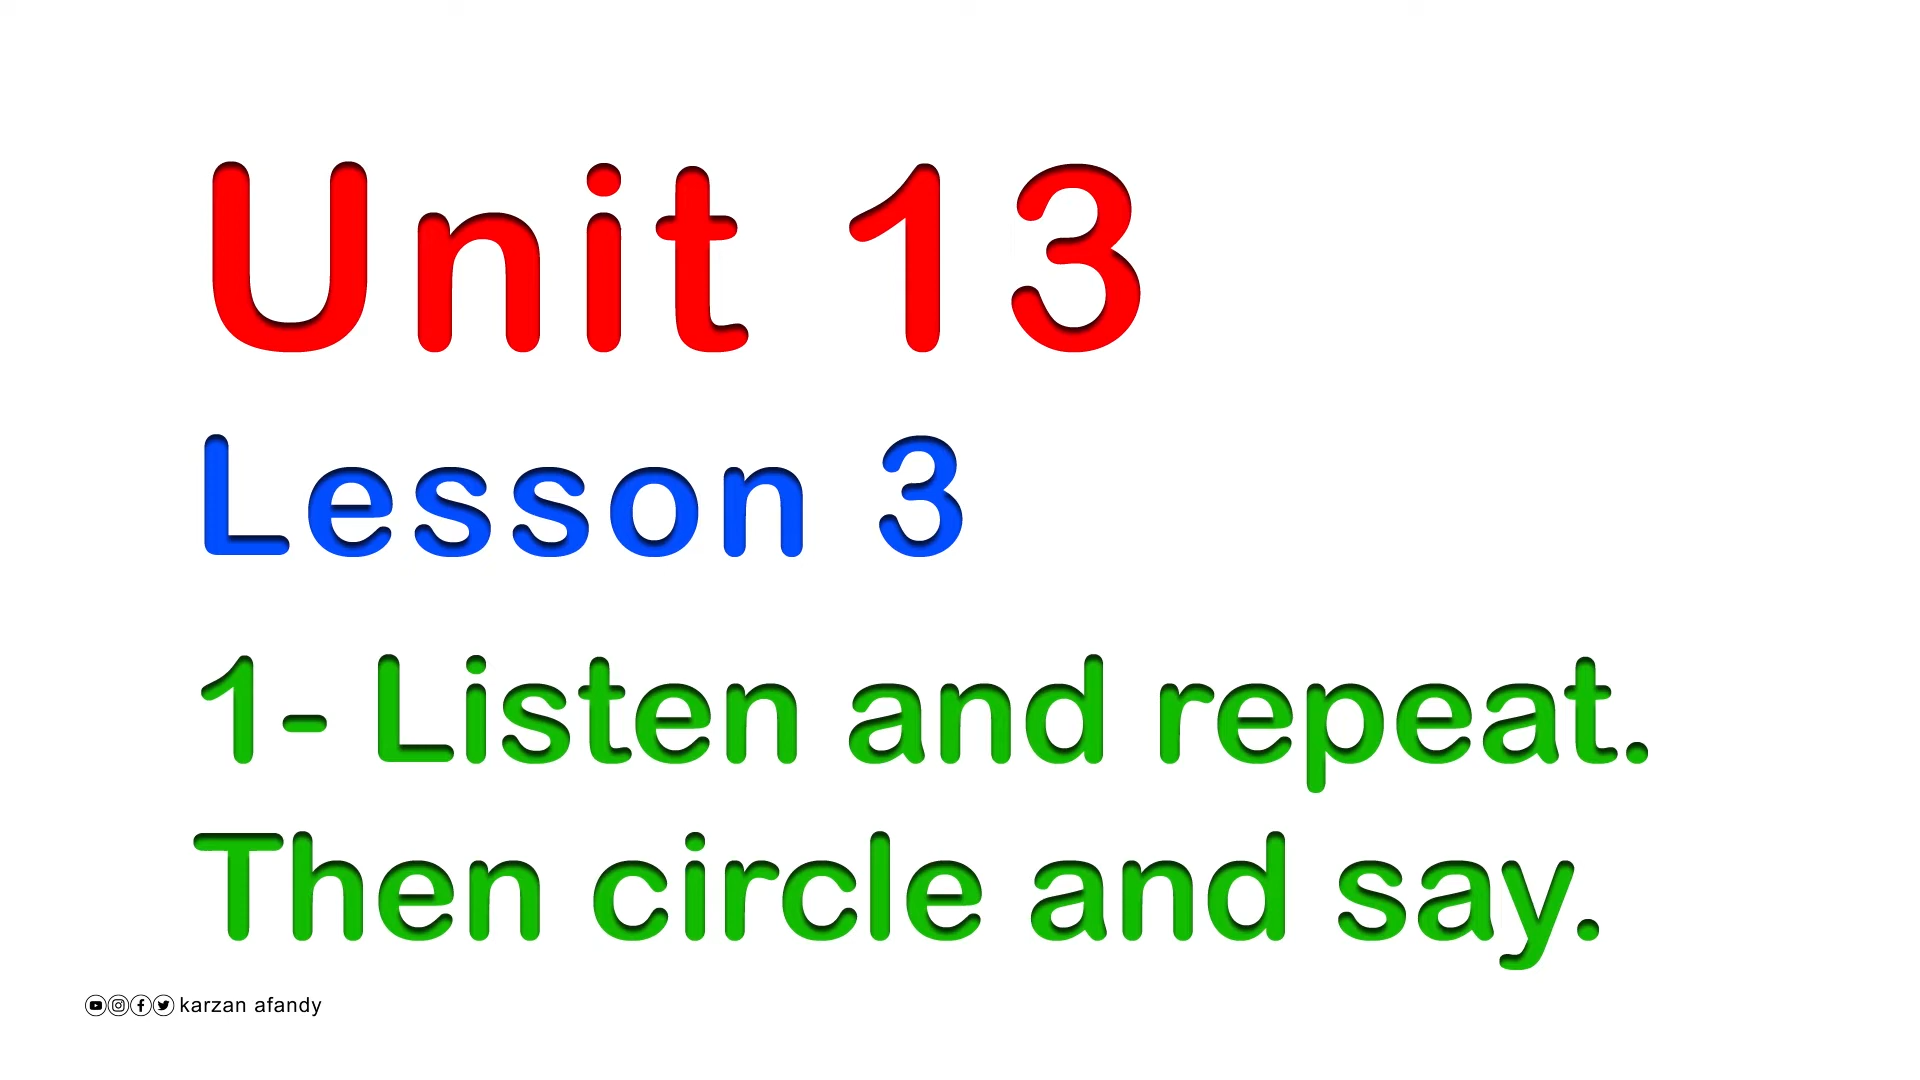 Unit 13
Lesson 3
1- Listen and repeat.
Then circle and say.
karzan afandy